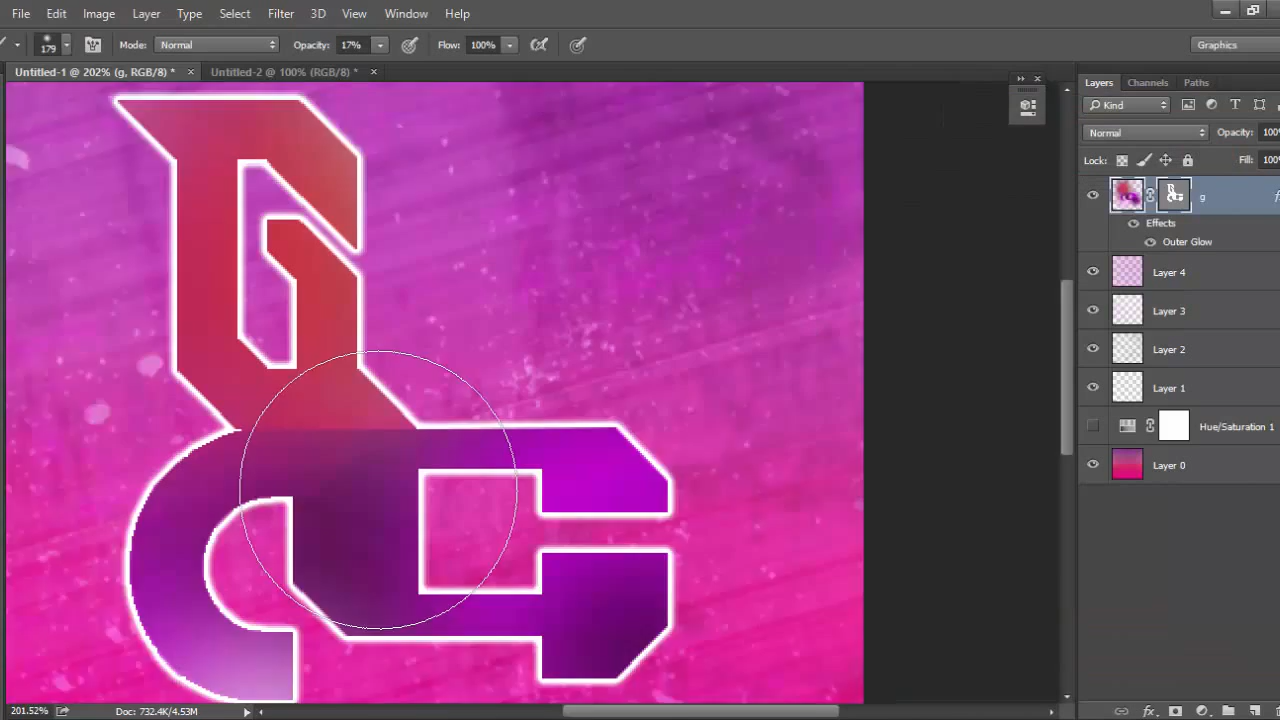 File Edit Image Layer Type Select Filter 3D View Window Help
179 Mode: Normal Opacity: 17% Flow: 100% Graphics
Untitled-1 @ 202% (g, RGB/8) * × Untitled-2 @ 100% (RGB/8) * ×
Layers Channels Paths
Kind
Normal Opacity: 100
Lock: Fill: 100
g
Effects
Outer Glow
Layer 4
Layer 3
Layer 2
Layer 1
Hue/Saturation 1
Layer 0
201.52% Doc: 732.4K/4.53M